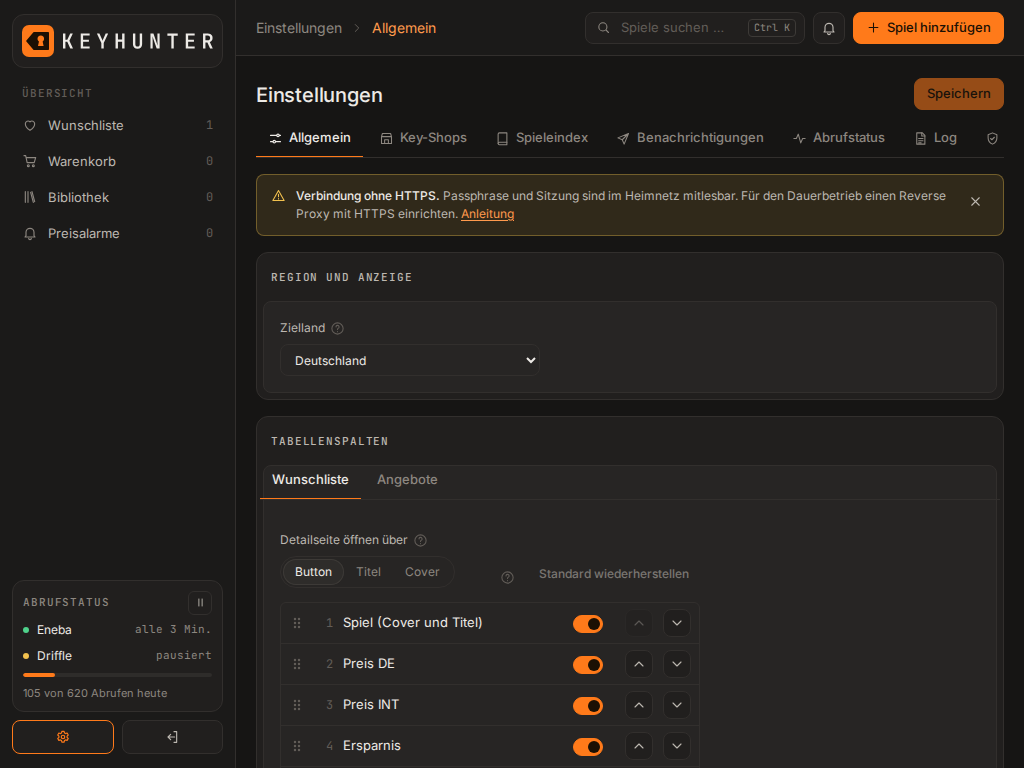 KEYHUNTER
ÜBERSICHT
Wunschliste 1
Warenkorb 0
Bibliothek 0
Preisalarme 0
ABRUFSTATUS
Eneba alle 3 Min.
Driffle pausiert
105 von 620 Abrufen heute
Einstellungen Allgemein
Spiele suchen ... Ctrl K
Spiel hinzufügen
Einstellungen
Speichern
Allgemein Key-Shops Spieleindex Benachrichtigungen Abrufstatus Log
Verbindung ohne HTTPS. Passphrase und Sitzung sind im Heimnetz mitlesbar. Für den Dauerbetrieb einen Reverse
Proxy mit HTTPS einrichten. Anleitung
REGION UND ANZEIGE
Zielland
Deutschland
TABELLENSPALTEN
Wunschliste Angebote
Detailseite öffnen über
Button Titel Cover
Standard wiederherstellen
1 Spiel (Cover und Titel)
2 Preis DE
3 Preis INT
4 Ersparnis